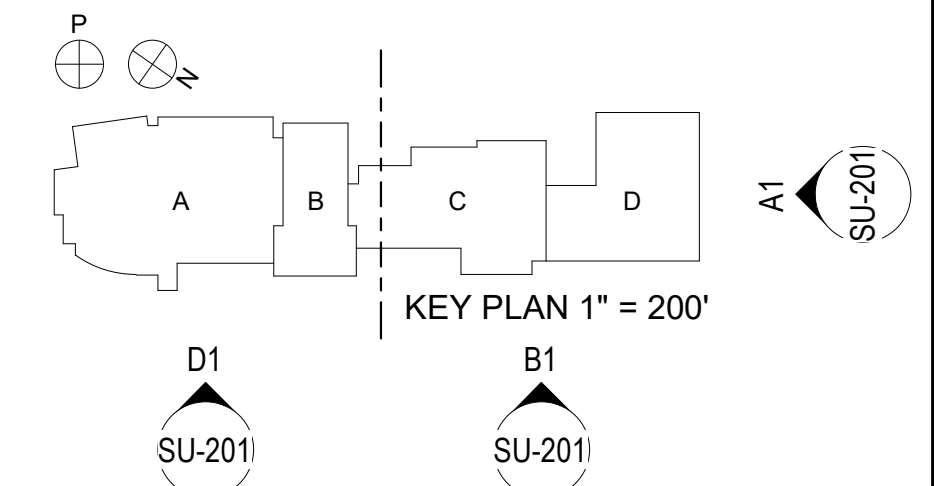 P
N
A
B
C
D
A1
SU-201
KEY PLAN 1" = 200'
D1
B1
SU-201
SU-201